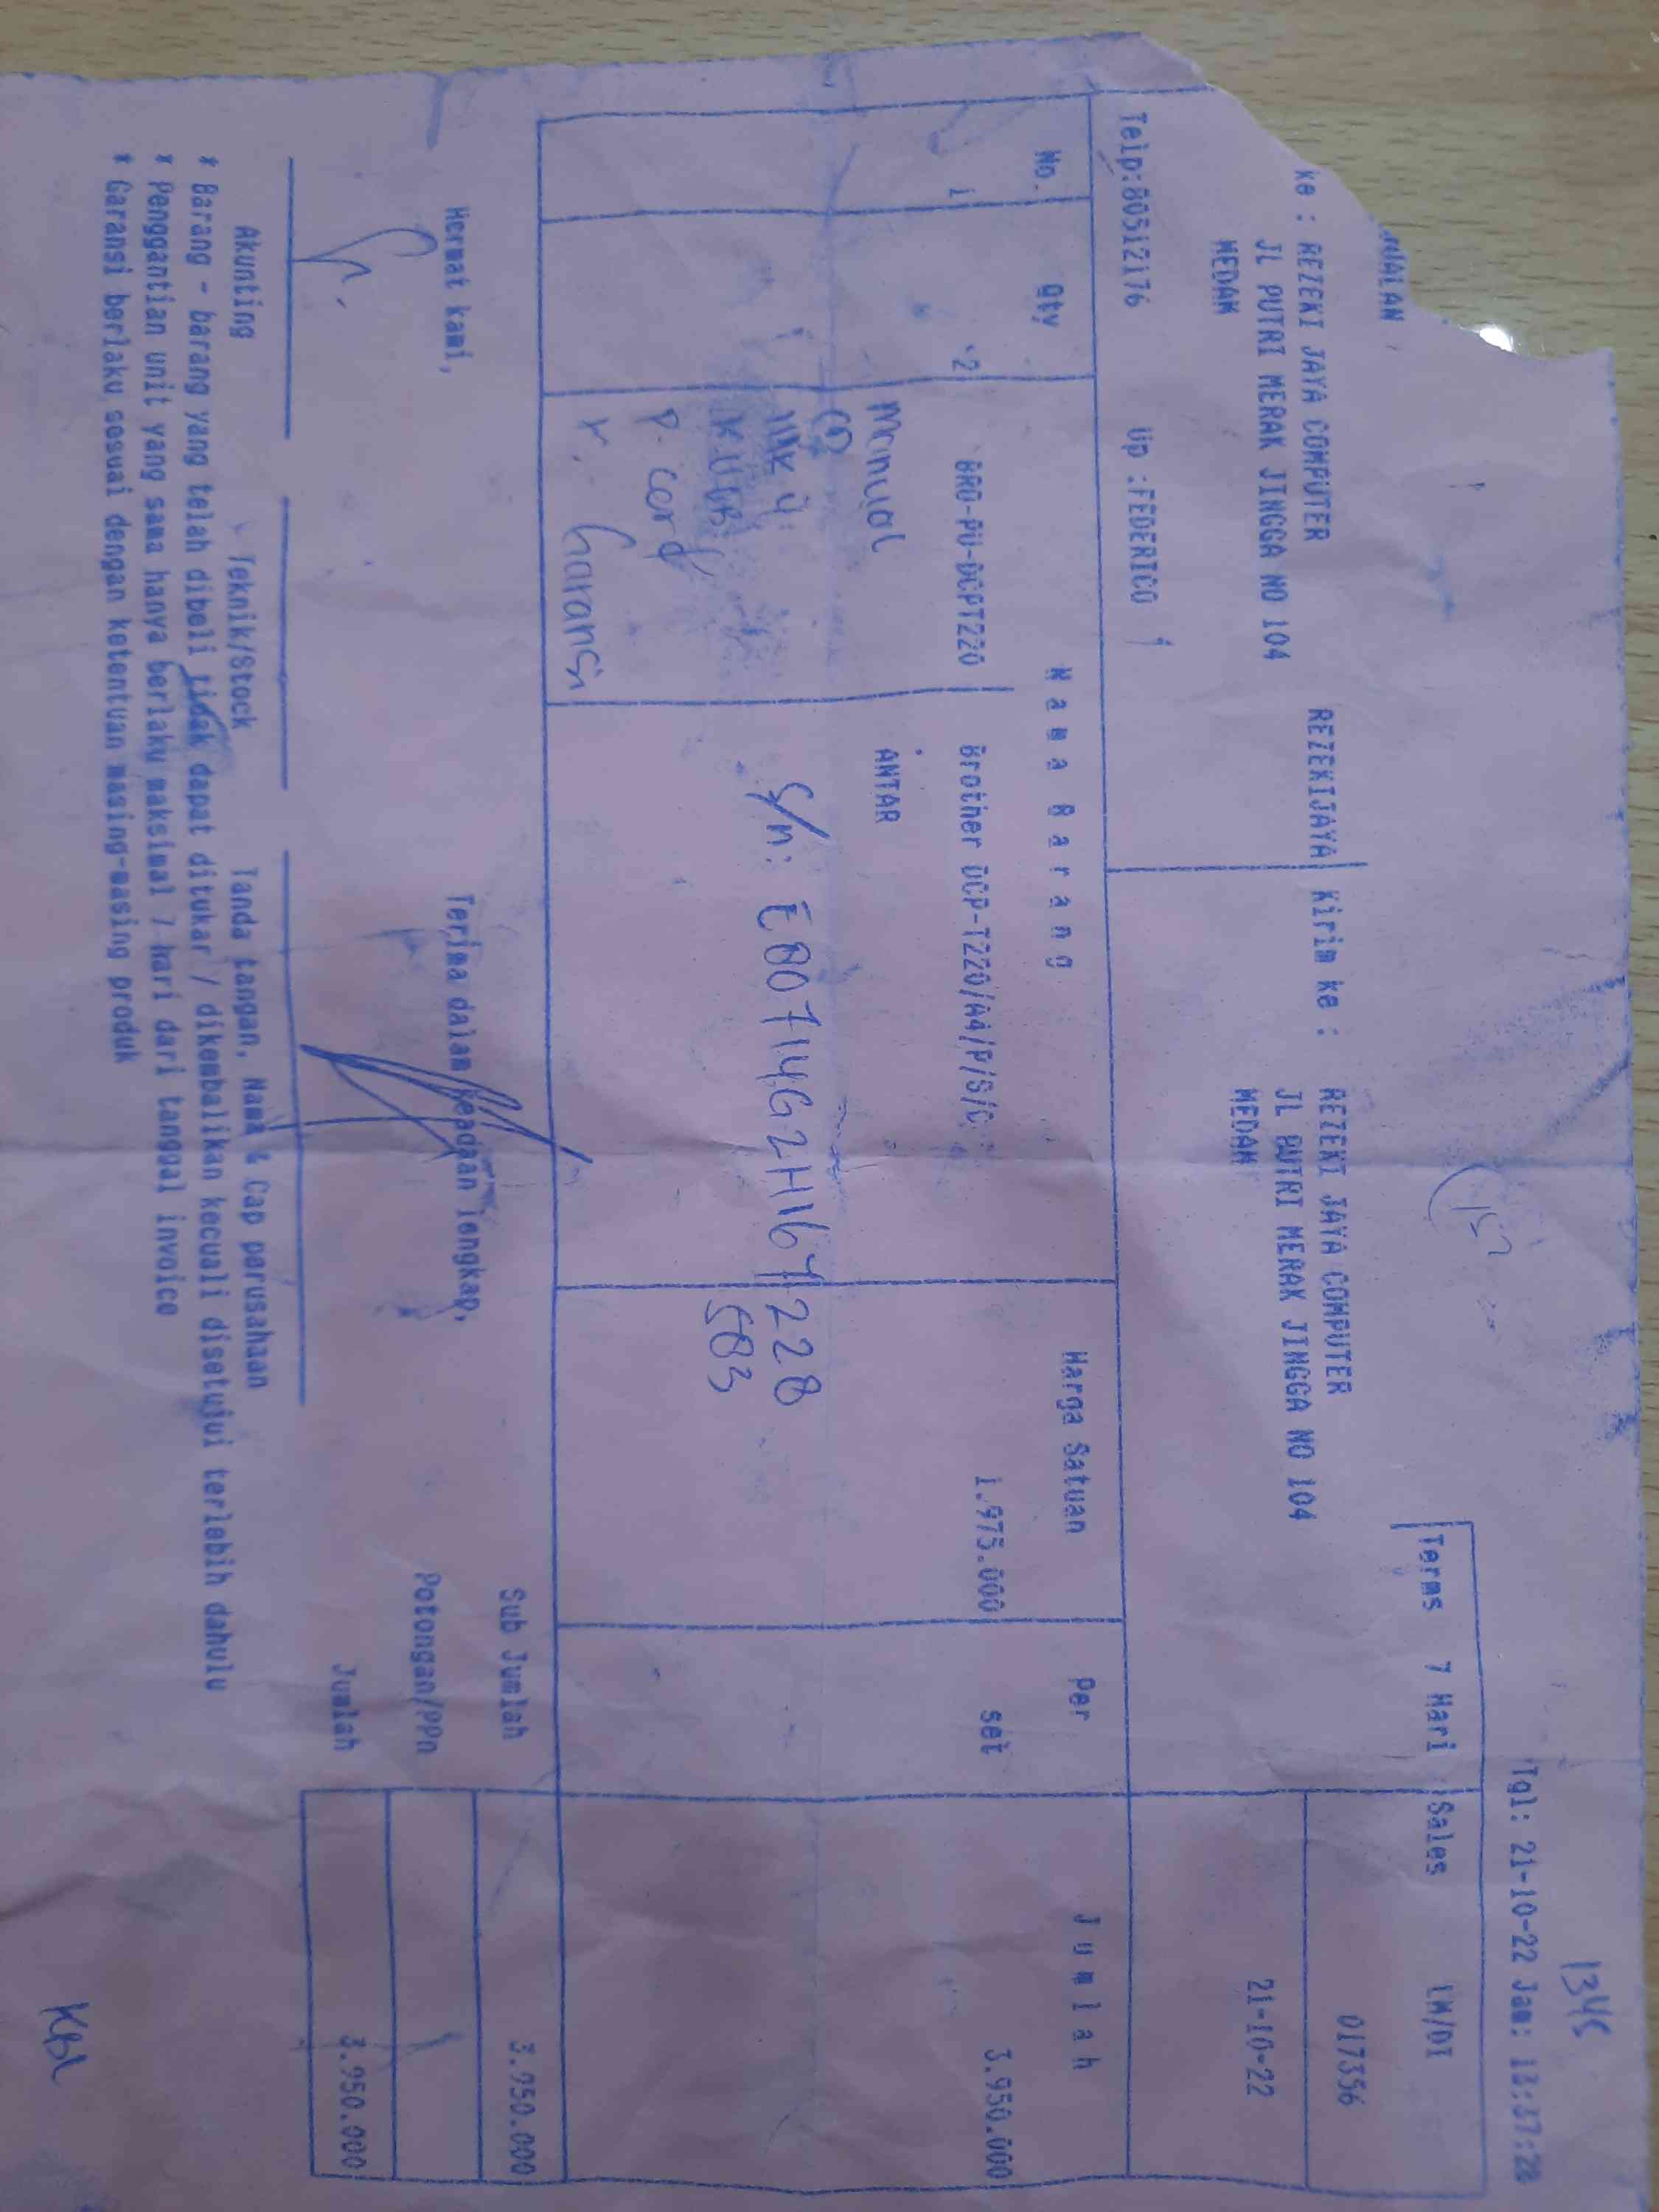 1345
Tgl: 21-10-22 Jam: 13:37:28
Terms 7 Hari Sales LW/DI
017356
21-10-22
ke : REZEKI JAYA COMPUTER REZEKIJAYA Kirim ke : REZEKI JAYA COMPUTER
JL PUTRI MERAK JINGGA NO 104 JL PUTRI MERAK JINGGA NO 104
MEDAN MEDAN
Telp:80512176 Up :FEDERICO
No. Qty Nama Barang Harga Satuan Per Jumlah
1 2 BRO-PU-DCPT220 Brother DCP-T220/A4/P/S/C 1.975.000 set 3.950.000
Manual ANTAR
S/n: E80714G2H167228
583
K.USB
P. Cord
K. Garansi
Hormat kami, Terima dalam keadaan lengkap, Sub Jumlah 3.950.000
Potongan/PPn
Jumlah 3.950.000
Akunting Teknik/Stock Tanda tangan, Nama & Cap perusahaan
* Barang - barang yang telah dibeli tidak dapat ditukar / dikembalikan kecuali disetujui terlebih dahulu
* Penggantian unit yang sama hanya berlaku maksimal 7 hari dari tanggal invoice
* Garansi berlaku sesuai dengan ketentuan masing-masing produk